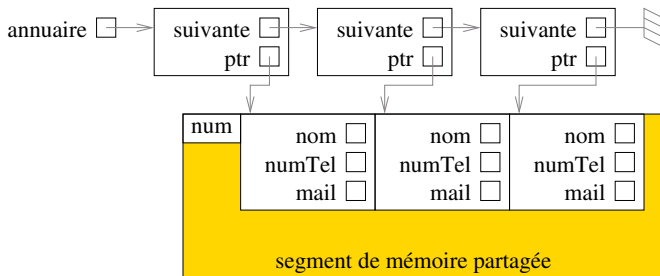 annuaire suivante suivante suivante
ptr ptr ptr
num nom nom nom
numTel numTel numTel
mail mail mail
segment de mémoire partagée